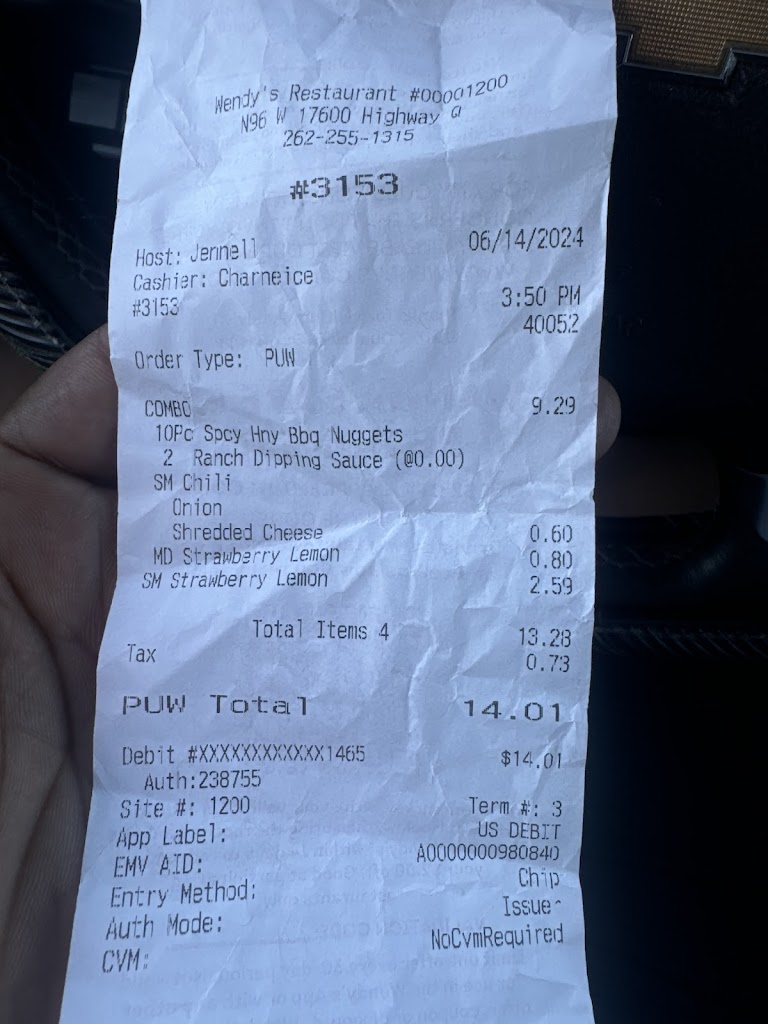 Wendy's Restaurant #00001200
N96 W 17600 Highway Q
262-255-1315
#3153
Host: Jennell 06/14/2024
Cashier: Charneice
#3153 3:50 PM
40052
Order Type: PUW
COMBO 9.29
10Pc Spcy Hny Bbq Nuggets
2 Ranch Dipping Sauce (@0.00)
SM Chili
Onion
Shredded Cheese 0.60
MD Strawberry Lemon 0.80
SM Strawberry Lemon 2.59
Total Items 4 13.28
Tax 0.73
PUW Total 14.01
Debit #XXXXXXXXXXXX1465 $14.01
Auth:238755
Site #: 1200 Term #: 3
App Label: US DEBIT
EMV AID: A0000000980840
Entry Method: Chip
Auth Mode: Issuer
CVM: NoCvmRequired